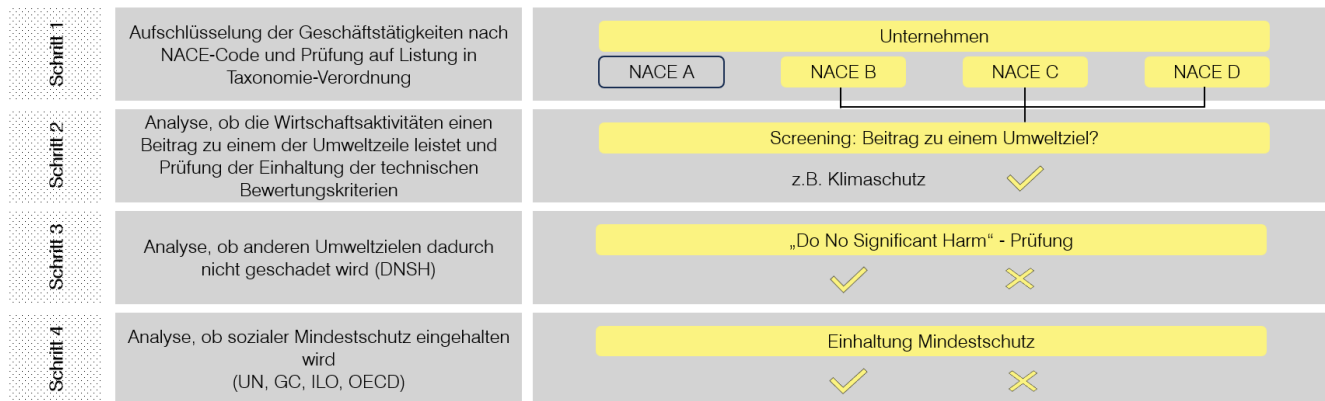 Schritt 1
Aufschlüsselung der Geschäftstätigkeiten nach
NACE-Code und Prüfung auf Listung in
Taxonomie-Verordnung
Unternehmen
NACE A
NACE B
NACE C
NACE D
Schritt 2
Analyse, ob die Wirtschaftsaktivitäten einen
Beitrag zu einem der Umweltzeile leistet und
Prüfung der Einhaltung der technischen
Bewertungskriterien
Screening: Beitrag zu einem Umweltziel?
z.B. Klimaschutz
Schritt 3
Analyse, ob anderen Umweltzielen dadurch
nicht geschadet wird (DNSH)
„Do No Significant Harm“ - Prüfung
Schritt 4
Analyse, ob sozialer Mindestschutz eingehalten
wird
(UN, GC, ILO, OECD)
Einhaltung Mindestschutz